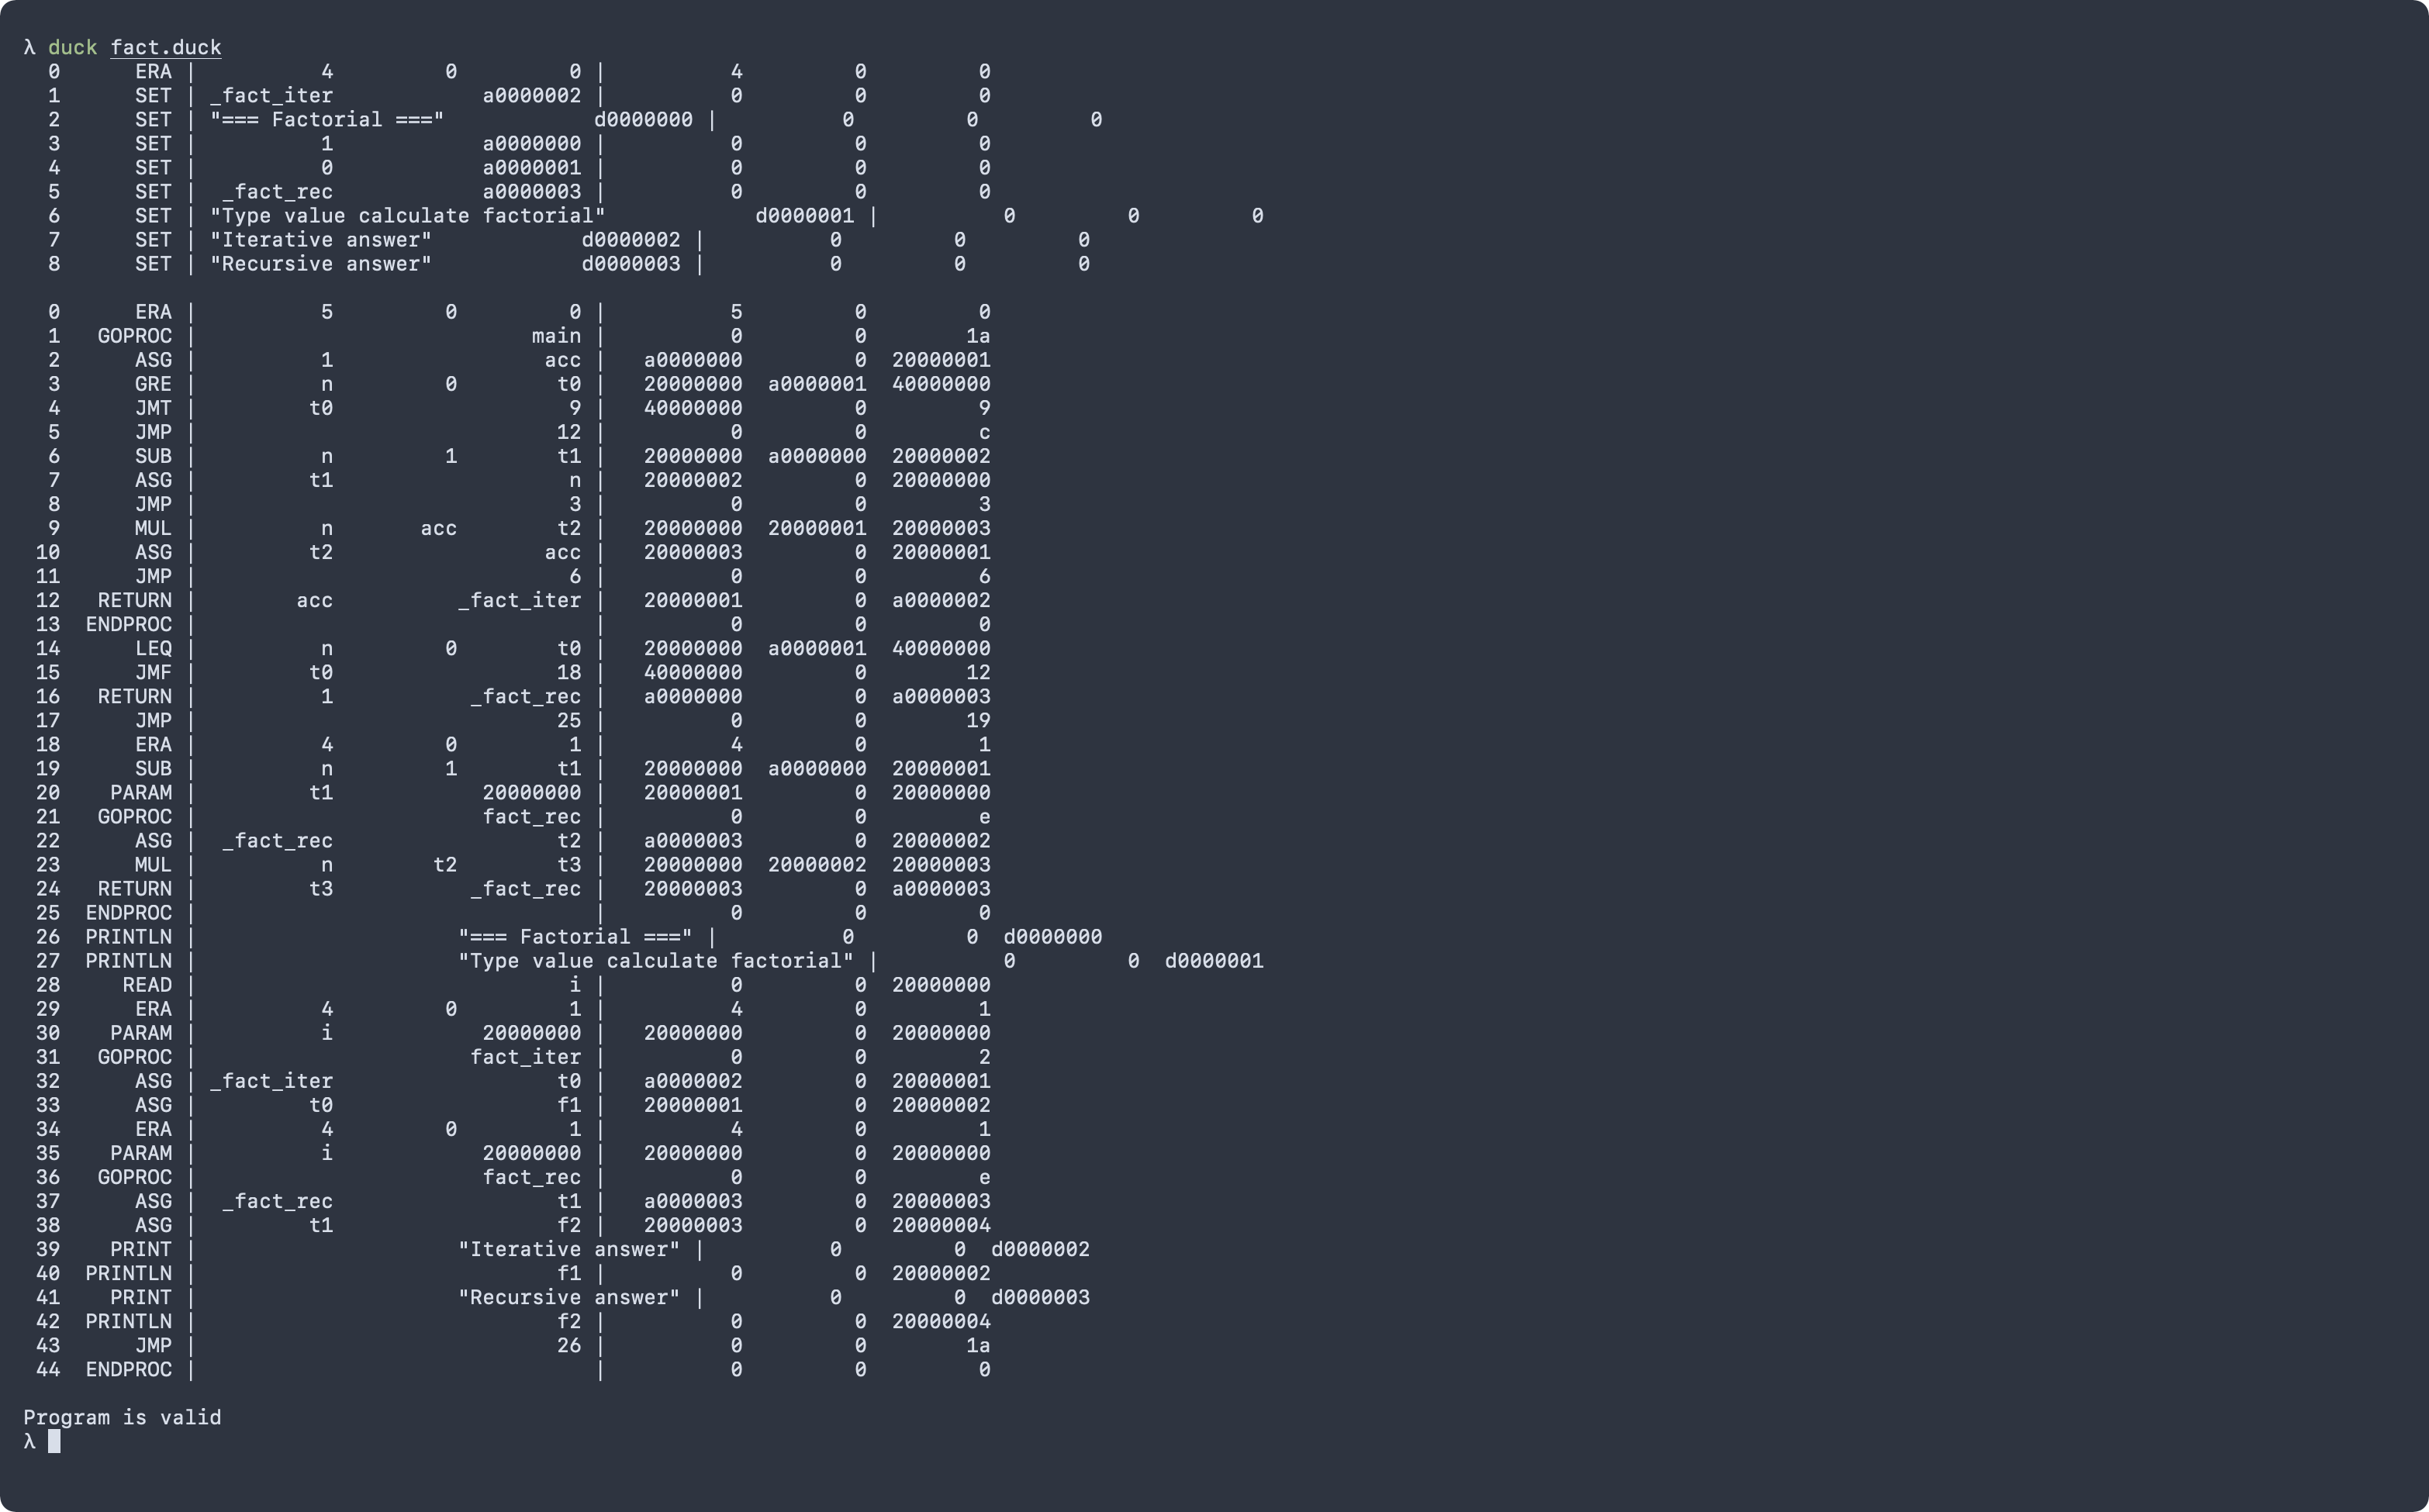 λ duck fact.duck
0 ERA | 4 0 0 | 4 0 0
1 SET | _fact_iter a0000002 | 0 0 0
2 SET | "=== Factorial ===" d0000000 | 0 0 0
3 SET | 1 a0000000 | 0 0 0
4 SET | 0 a0000001 | 0 0 0
5 SET | _fact_rec a0000003 | 0 0 0
6 SET | "Type value calculate factorial" d0000001 | 0 0 0
7 SET | "Iterative answer" d0000002 | 0 0 0
8 SET | "Recursive answer" d0000003 | 0 0 0
0 ERA | 5 0 0 | 5 0 0
1 GOPROC | main | 0 0 1a
2 ASG | 1 acc | a0000000 0 20000001
3 GRE | n 0 t0 | 20000000 a0000001 40000000
4 JMT | t0 9 | 40000000 0 9
5 JMP | 12 | 0 0 c
6 SUB | n 1 t1 | 20000000 a0000000 20000002
7 ASG | t1 n | 20000002 0 20000000
8 JMP | 3 | 0 0 3
9 MUL | n acc t2 | 20000000 20000001 20000003
10 ASG | t2 acc | 20000003 0 20000001
11 JMP | 6 | 0 0 6
12 RETURN | acc _fact_iter | 20000001 0 a0000002
13 ENDPROC | | 0 0 0
14 LEQ | n 0 t0 | 20000000 a0000001 40000000
15 JMF | t0 18 | 40000000 0 12
16 RETURN | 1 _fact_rec | a0000000 0 a0000003
17 JMP | 25 | 0 0 19
18 ERA | 4 0 1 | 4 0 1
19 SUB | n 1 t1 | 20000000 a0000000 20000001
20 PARAM | t1 20000000 | 20000001 0 20000000
21 GOPROC | fact_rec | 0 0 e
22 ASG | _fact_rec t2 | a0000003 0 20000002
23 MUL | n t2 t3 | 20000000 20000002 20000003
24 RETURN | t3 _fact_rec | 20000003 0 a0000003
25 ENDPROC | | 0 0 0
26 PRINTLN | "=== Factorial ===" | 0 0 d0000000
27 PRINTLN | "Type value calculate factorial" | 0 0 d0000001
28 READ | i | 0 0 20000000
29 ERA | 4 0 1 | 4 0 1
30 PARAM | i 20000000 | 20000000 0 20000000
31 GOPROC | fact_iter | 0 0 2
32 ASG | _fact_iter t0 | a0000002 0 20000001
33 ASG | t0 f1 | 20000001 0 20000002
34 ERA | 4 0 1 | 4 0 1
35 PARAM | i 20000000 | 20000000 0 20000000
36 GOPROC | fact_rec | 0 0 e
37 ASG | _fact_rec t1 | a0000003 0 20000003
38 ASG | t1 f2 | 20000003 0 20000004
39 PRINT | "Iterative answer" | 0 0 d0000002
40 PRINTLN | f1 | 0 0 20000002
41 PRINT | "Recursive answer" | 0 0 d0000003
42 PRINTLN | f2 | 0 0 20000004
43 JMP | 26 | 0 0 1a
44 ENDPROC | | 0 0 0
Program is valid
λ